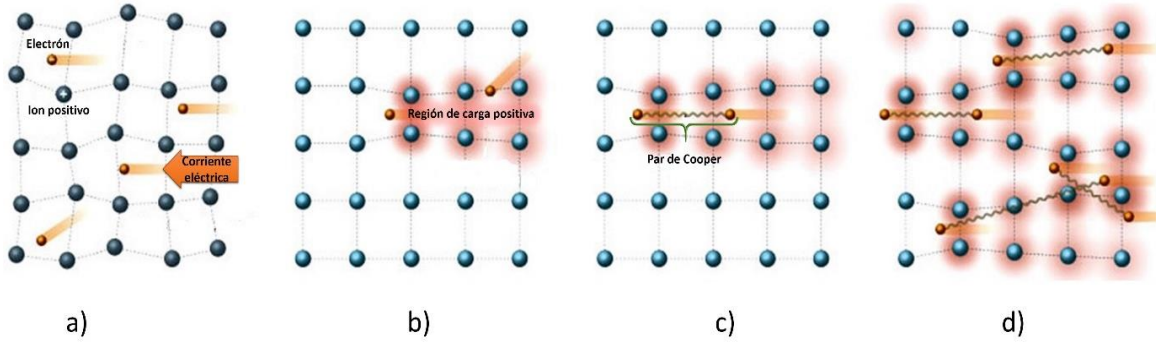 Electrón
+
Ion positivo
Corriente
eléctrica
Región de carga positiva
Par de Cooper
a)
b)
c)
d)